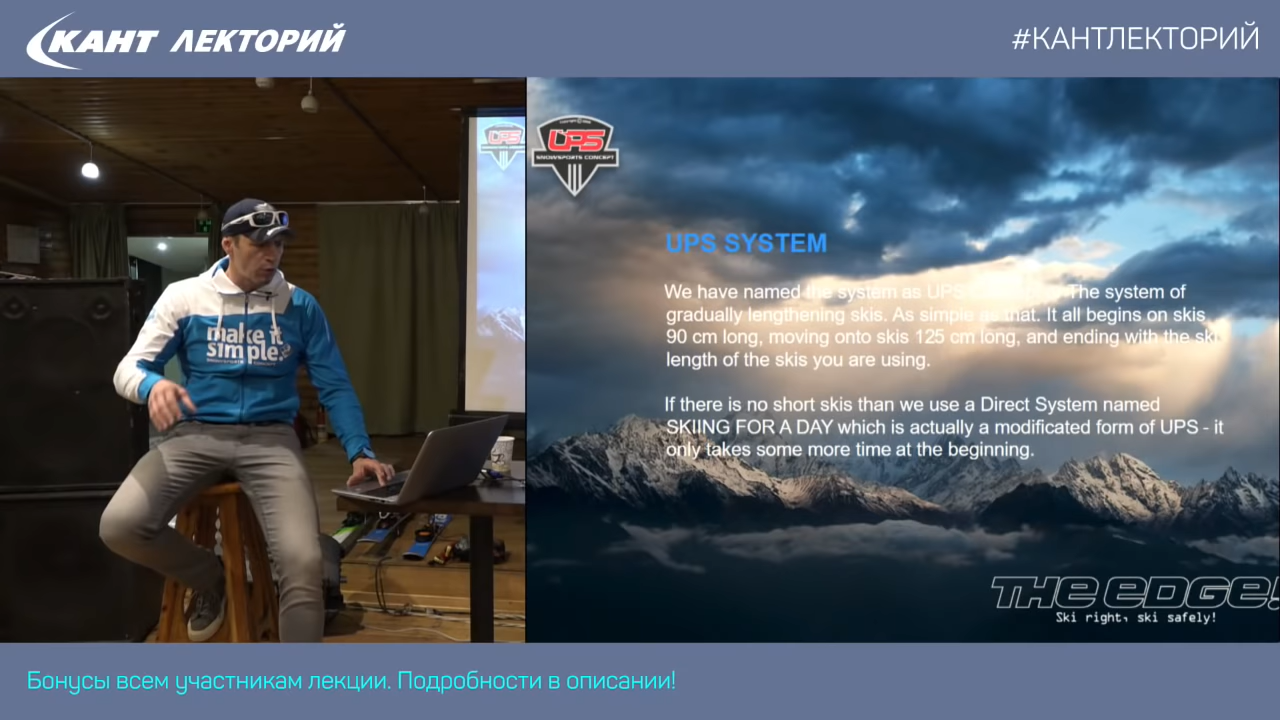 КАНТ ЛЕКТОРИЙ
#КАНТЛЕКТОРИЙ
UPS
UPS
SNOWSPORTS CONCEPT
UPS SYSTEM
We have named the system as UPS The system of
gradually lengthening skis. As simple as that. It all begins on skis
90 cm long, moving onto skis 125 cm long, and ending with the ski
length of the skis you are using.
If there is no short skis than we use a Direct System named
SKIING FOR A DAY which is actually a modificated form of UPS - it
only takes some more time at the beginning.
make it
simple.
THE EDGE!
Ski right, ski safely!
Бонусы всем участникам лекции. Подробности в описании!